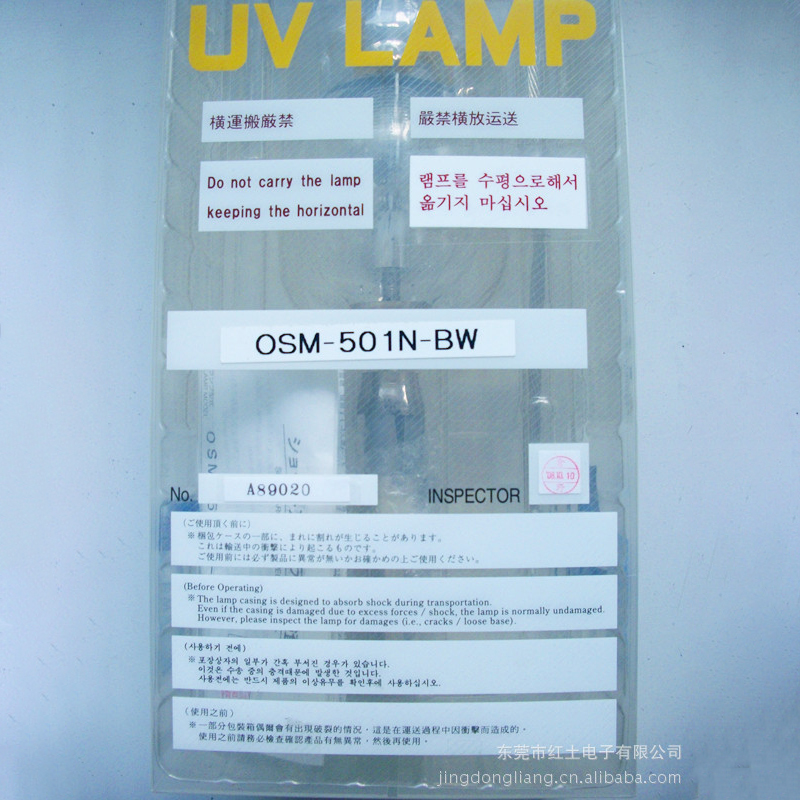 UV LAMP
横運搬厳禁
嚴禁橫放运送
Do not carry the lamp
keeping the horizontal
램프를 수평으로해서
옮기지 마십시오
OSM-501N-BW
No. A89020
INSPECTOR
(ご使用頂く前に)
※梱包ケースの一部に、まれに割れが生じることがあります。
これは輸送中の衝撃により起こるものです。
ご使用前には必ず製品に異常が無いかお確かめの上ご使用ください。
(Before Operating)
※The lamp casing is designed to absorb shock during transportation.
Even if the casing is damaged due to excess forces / shock, the lamp is normally undamaged.
However, please inspect the lamp for damages (i.e., cracks / loose base).
(사용하기 전에)
※포장상자의 일부가 간혹 부서진 경우가 있습니다.
이것은 수송 중의 충격때문에 발생한 것입니다.
사용전에는 반드시 제품의 이상유무를 확인후에 사용하십시오.
(使用之前)
※一部分包裝箱偶爾會有出現破裂的情況，這是在運送過程中因衝擊而造成的。
使用之前請務必檢查確認產品有無異常，然後再使用。
东莞市红土电子有限公司
jingdongliang.cn.alibaba.com